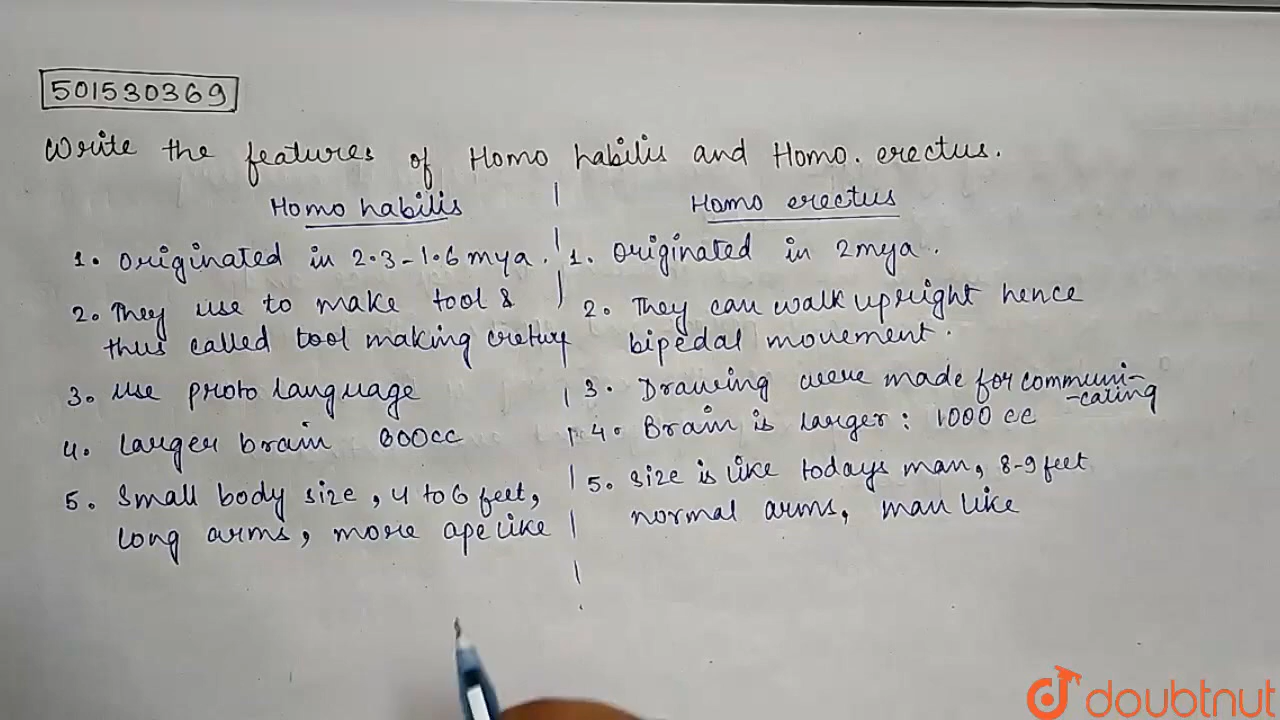 501530369
Write the features of Homo habilis and Homo. erectus.
Homo habilis
1. Originated in 2.3-1.6 mya.
2. They use to make tool &
thus called tool making creture
3. Use proto language
4. Larger brain 800cc
5. Small body size, 4 to 6 feet,
long arms, more ape like
Homo erectus
1. Originated in 2mya.
2. They can walk upright hence
bipedal movement.
3. Drawing were made for communi-
-cating
4. Brain is larger: 1000 cc
5. Size is like todays man, 8-9 feet
normal arms, man like
doubtnut